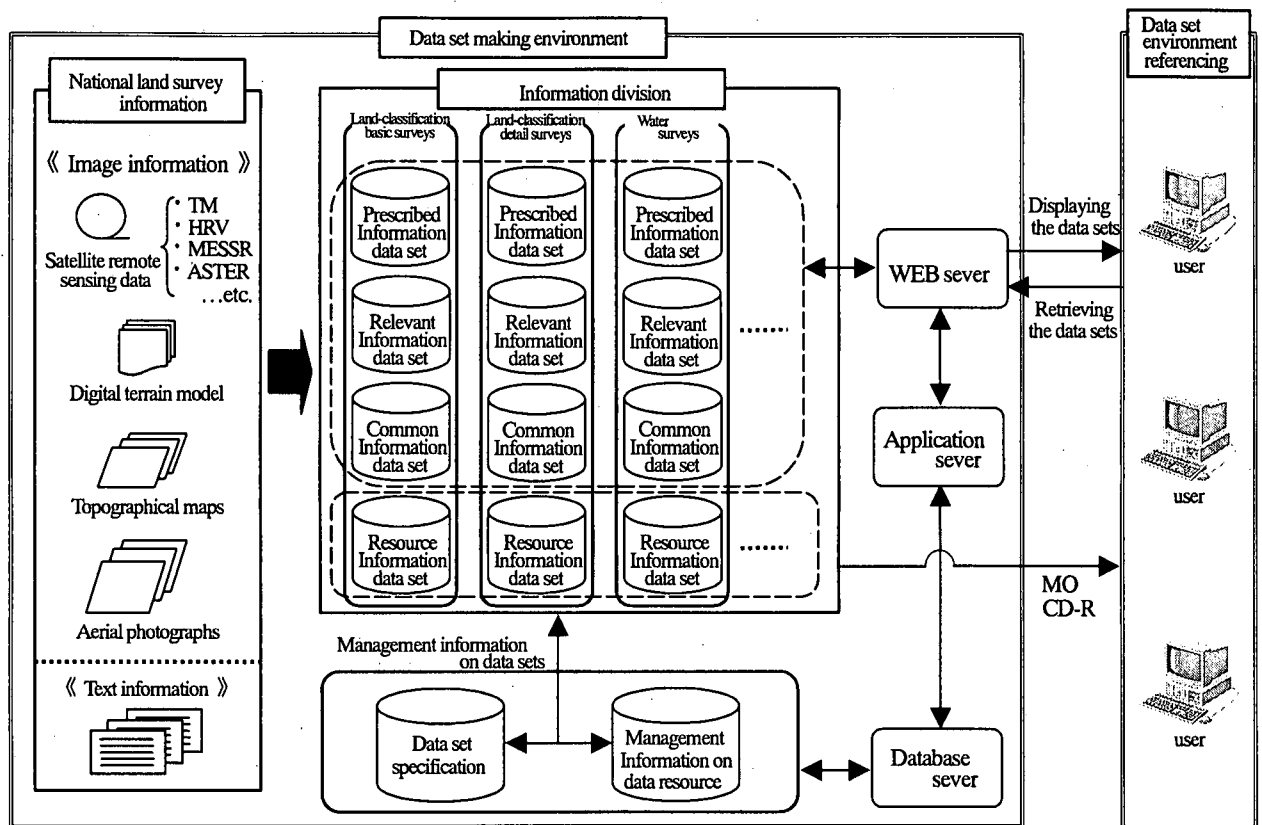 Data set making environment
Data set
environment
referencing
National land survey
information
《 Image information 》
Satellite remote
sensing data
・ TM
・ HRV
・ MESSR
・ ASTER
…etc.
Digital terrain model
Topographical maps
Aerial photographs
《 Text information 》
Information division
Land-classification
basic surveys
Land-classification
detail surveys
Water
surveys
Prescribed
Information
data set
Prescribed
Information
data set
Prescribed
Information
data set
Relevant
Information
data set
Relevant
Information
data set
Relevant
Information
data set
Common
Information
data set
Common
Information
data set
Common
Information
data set
Resource
Information
data set
Resource
Information
data set
Resource
Information
data set
Management information
on data sets
Data set
specification
Management
Information on
data resource
WEB sever
Application
sever
Database
sever
Displaying
the data sets
Retrieving
the data sets
MO
CD-R
user
user
user